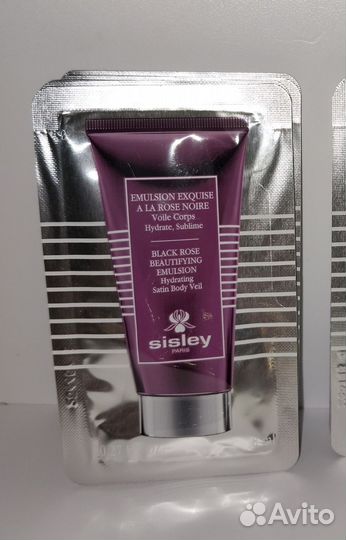 EMULSION EXQUISE
A LA ROSE NOIRE
Voile Corps
Hydrate, Sublime
BLACK ROSE
BEAUTIFYING
EMULSION
Hydrating
Satin Body Veil
sisley
PARIS
Avito